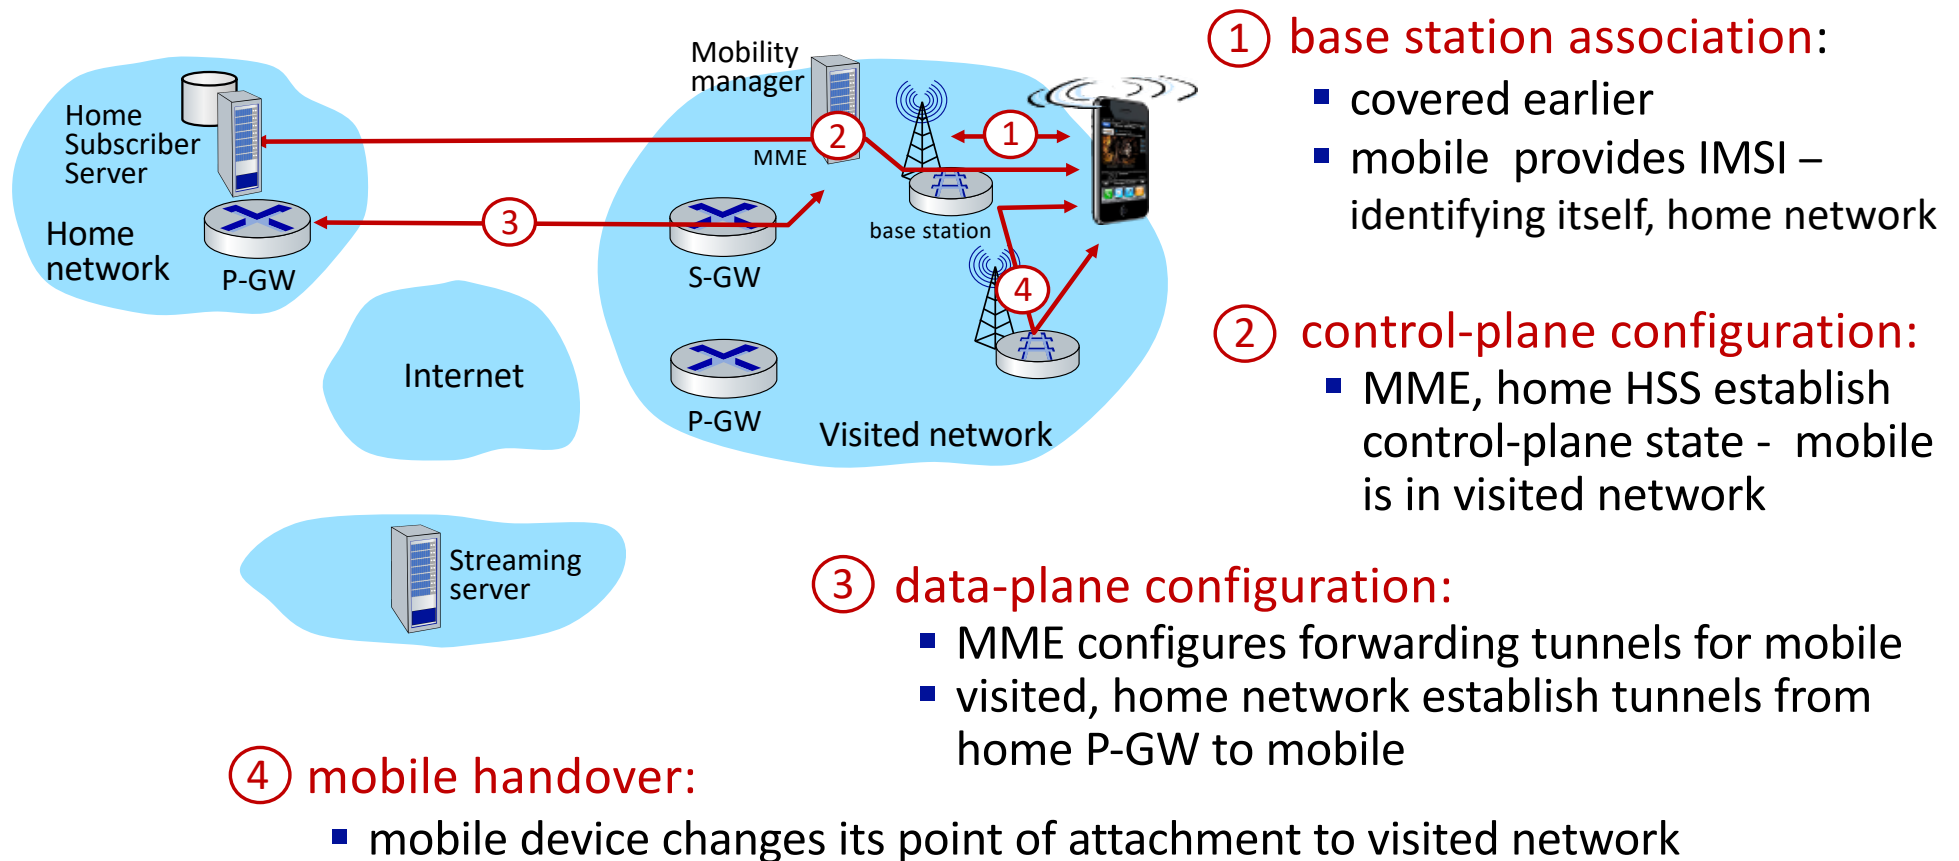 Mobility
manager
Home
Subscriber
Server
MME
2
1
3
Home
network
P-GW
S-GW
base station
4
Internet
P-GW
Visited network
Streaming
server
1 base station association:
▪ covered earlier
▪ mobile  provides IMSI –
identifying itself, home network
2 control-plane configuration:
▪ MME, home HSS establish
control-plane state -  mobile
is in visited network
3 data-plane configuration:
▪ MME configures forwarding tunnels for mobile
▪ visited, home network establish tunnels from
home P-GW to mobile
4 mobile handover:
▪ mobile device changes its point of attachment to visited network